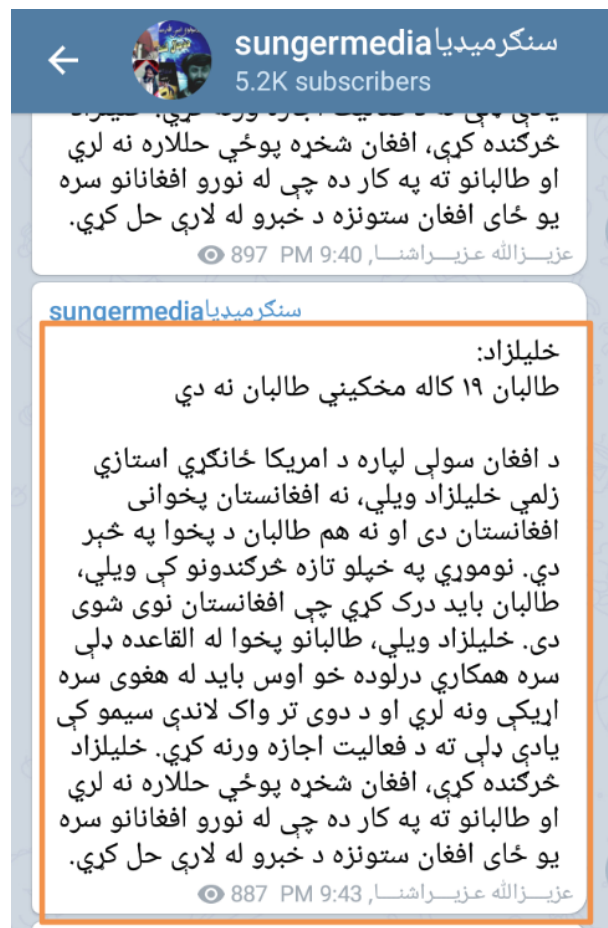 سنګرمیډیاsungermedia
5.2K subscribers
یادې ډلې ته د فعالیت اجازه ورنه کړي. خلیلزاد
څرګنده کړې، افغان شخړه پوځي حللاره نه لري
او طالبانو ته په کار ده چې له نورو افغانانو سره
یو ځای افغان ستونزه د خبرو له لارې حل کړي.
عزیــزالله عـزیــراشنــا, 9:40 PM 897
سنګرمیډیاsungermedia
خلیلزاد:
طالبان ۱۹ کاله مخکیني طالبان نه دي
د افغان سولې لپاره د امریکا ځانګړي استازي
زلمي خلیلزاد ویلي، نه افغانستان پخوانی
افغانستان دی او نه هم طالبان د پخوا په څېر
دي. نوموړي په خپلو تازه څرګندونو کې ویلي،
طالبان باید درک کړي چې افغانستان نوی شوی
دی. خلیلزاد ویلي، طالبانو پخوا له القاعده ډلې
سره همکاري درلوده خو اوس باید له هغوی سره
اړیکې ونه لري او د دوی تر واک لاندې سیمو کې
یادې ډلې ته د فعالیت اجازه ورنه کړي. خلیلزاد
څرګنده کړې، افغان شخړه پوځي حللاره نه لري
او طالبانو ته په کار ده چې له نورو افغانانو سره
یو ځای افغان ستونزه د خبرو له لارې حل کړي.
عزیــزالله عـزیــراشنــا, 9:43 PM 887